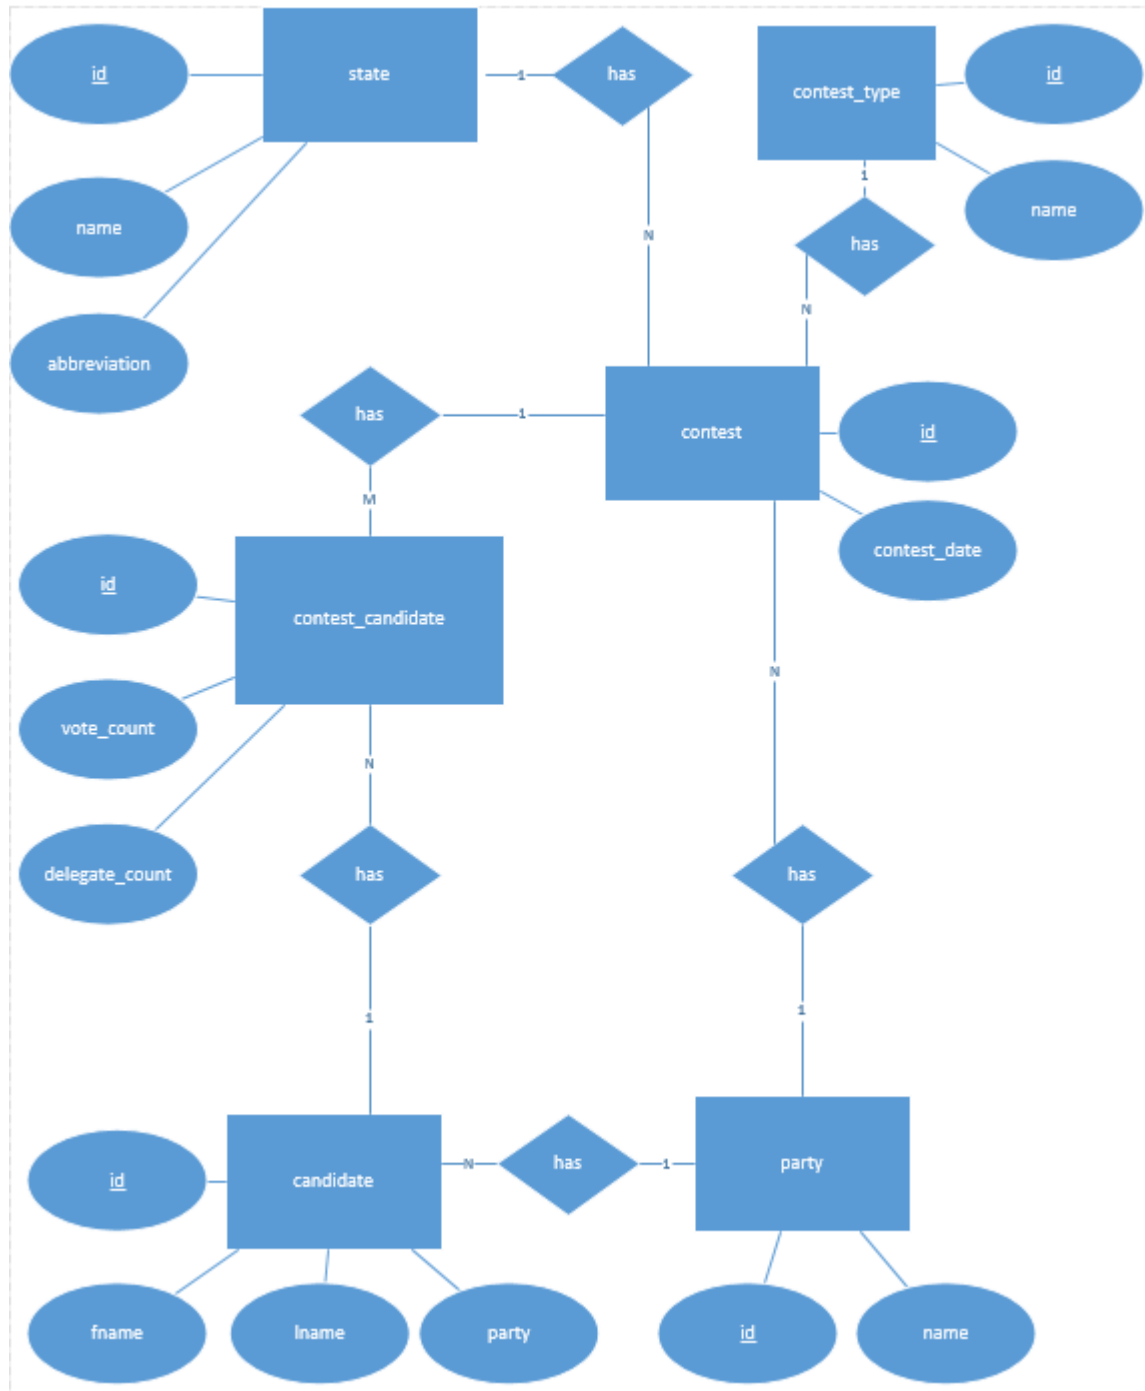 id
state
1
has
contest_type
id
name
1
name
N
has
N
abbreviation
has
1
contest
id
M
contest_date
id
contest_candidate
N
vote_count
N
delegate_count
has
has
1
1
id
candidate
N
has
1
party
fname
lname
party
id
name